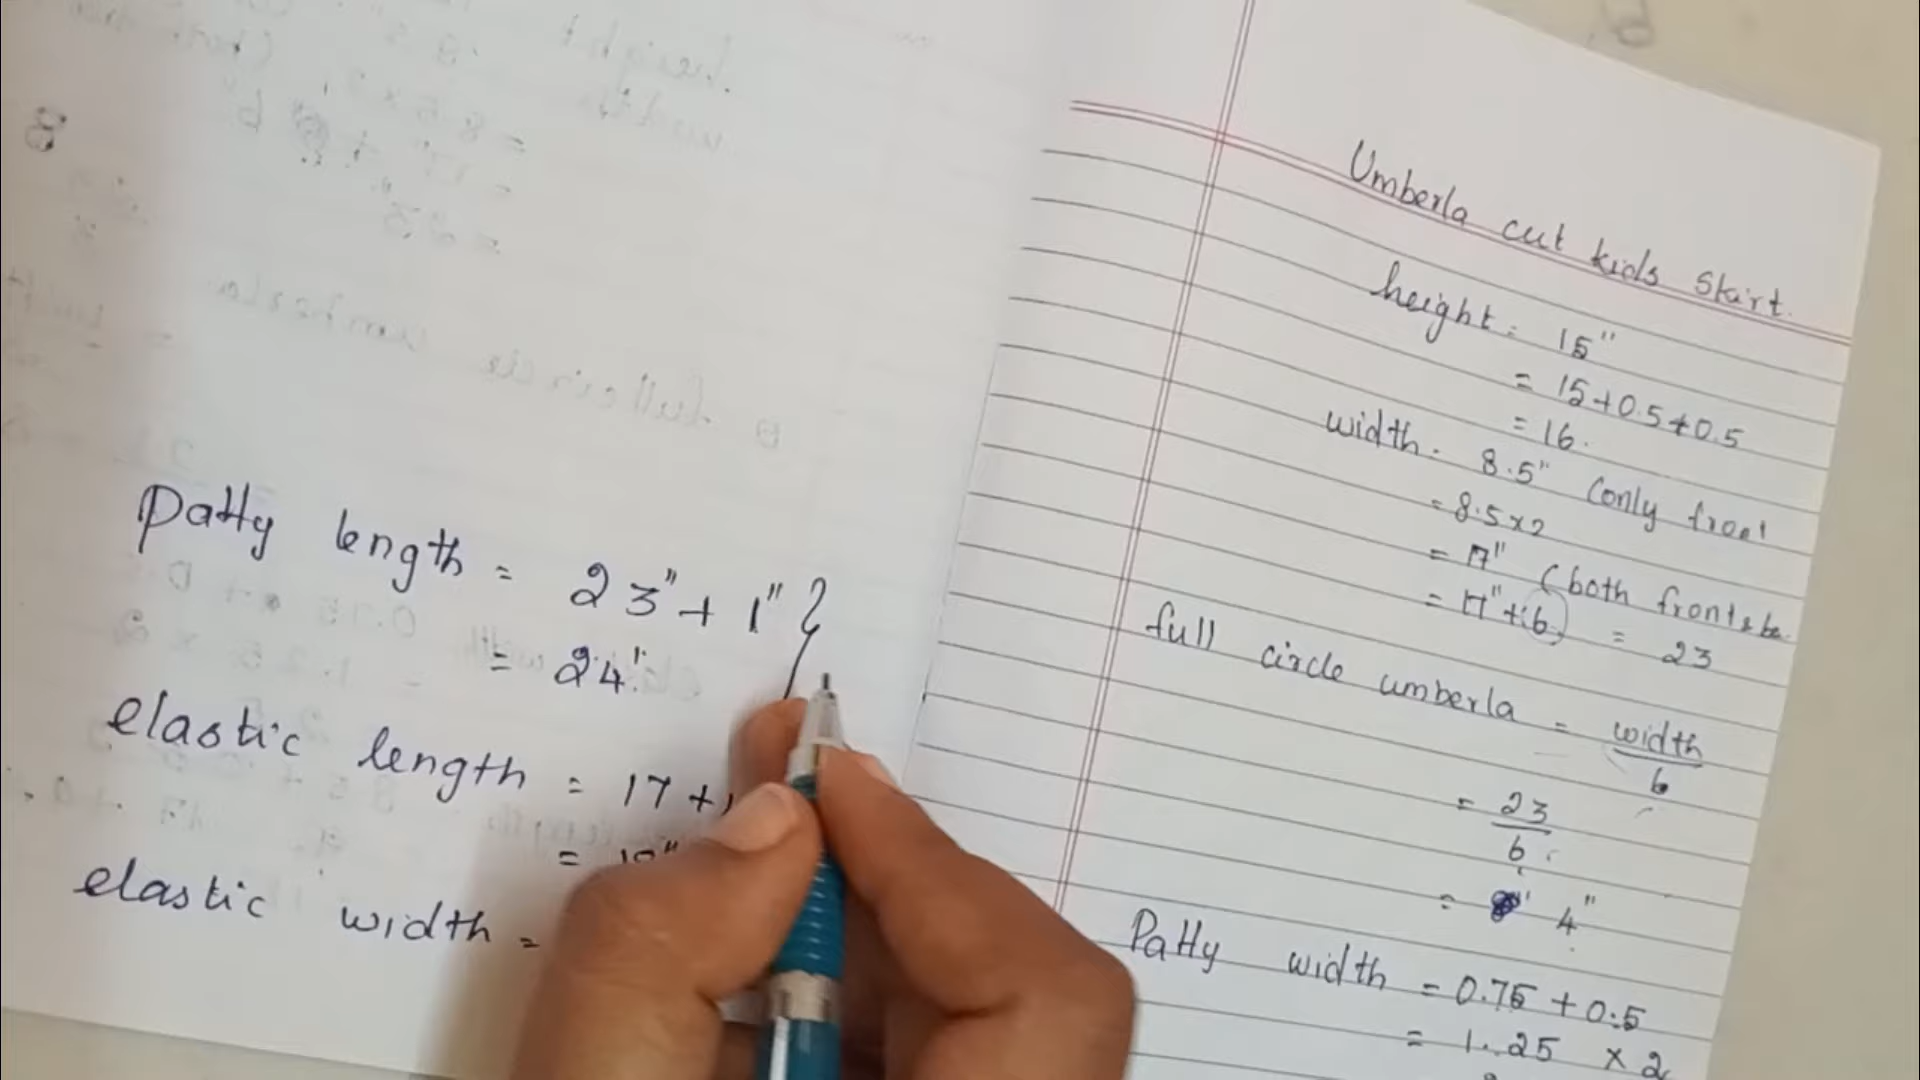 Patty length = 23" + 1"
= 24"
elastic length = 17 +
elastic width =
Umberla cut kids Skirt.
height = 15"
= 15+0.5+0.5
= 16.
width = 8.5" (only front
= 8.5x2
= 17" (both front &
= 17"+6 = 23
full circle umberla = width
6
= 23
6
= 4"
Patty width = 0.75 + 0.5
= 1.25 x 2